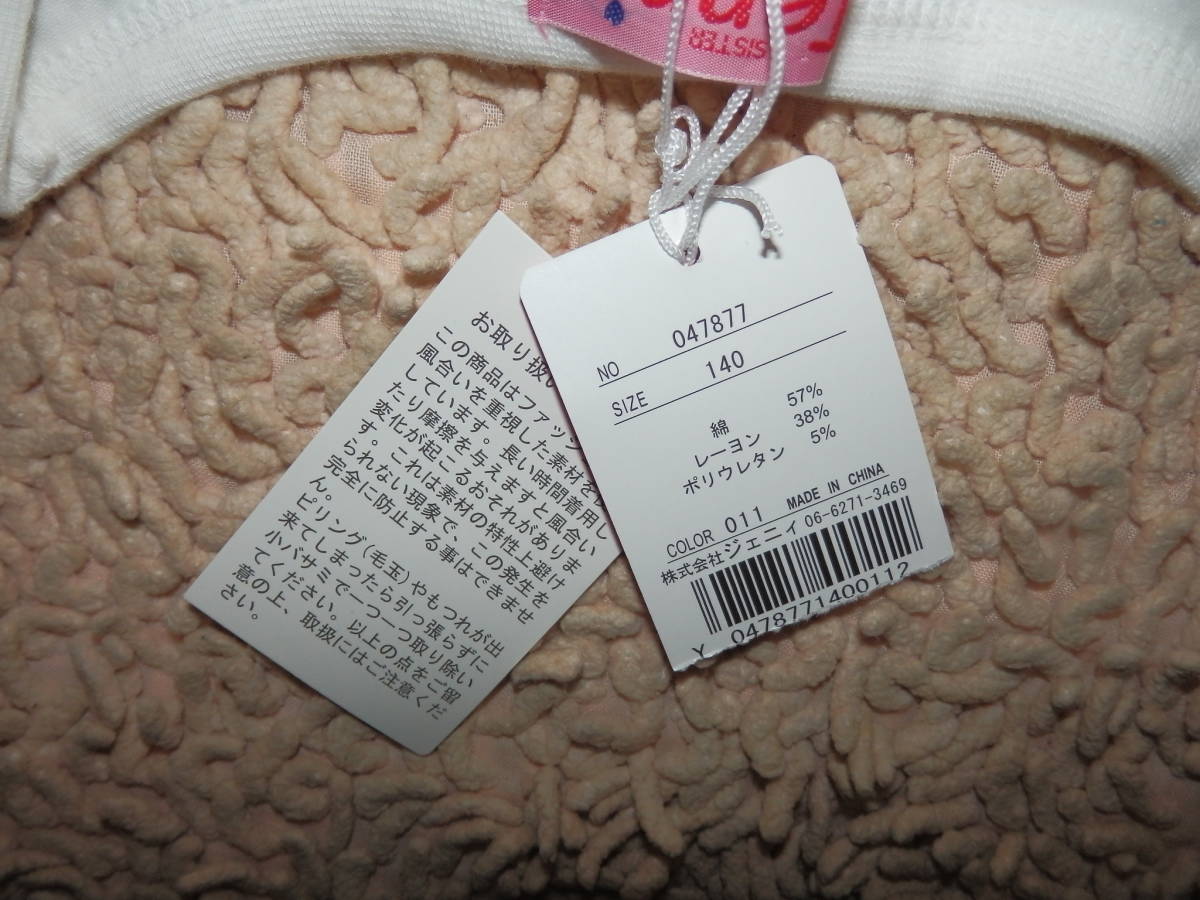 SISTER
NO 047877
SIZE 140
綿 57%
レーヨン 38%
ポリウレタン 5%
COLOR 011 MADE IN CHINA
株式会社ジェニイ 06-6271-3469
Y 0478771400112
お取り扱い
この商品はファッシ
風合いを重視した素材を
しています。長い時間着用し
たり摩擦を与えますと風合い
変化が起こるおそれがありま
す。これは素材の特性上避け
られない現象で、この発生を
完全に防止する事はできませ
ん。
ピリング(毛玉)やもつれが出
来てしまったら引っ張らずに
小バサミで一つ一つ取り除い
てください。以上の点をご留
意の上、取扱にはご注意くだ
さい。